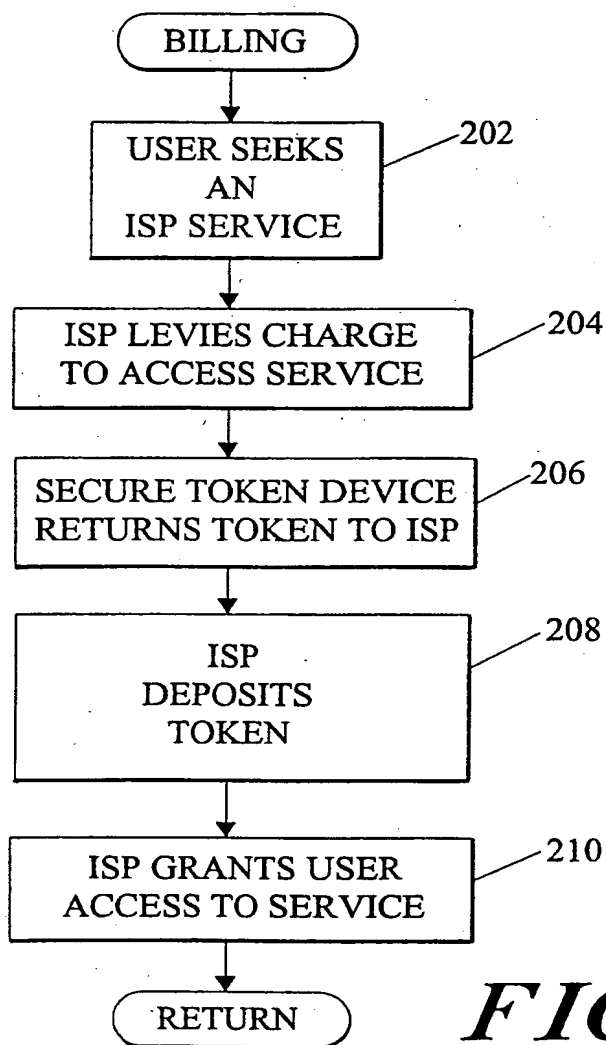 BILLING
USER SEEKS
AN
ISP SERVICE
202
ISP LEVIES CHARGE
TO ACCESS SERVICE
204
SECURE TOKEN DEVICE
RETURNS TOKEN TO ISP
206
ISP
DEPOSITS
TOKEN
208
ISP GRANTS USER
ACCESS TO SERVICE
210
RETURN